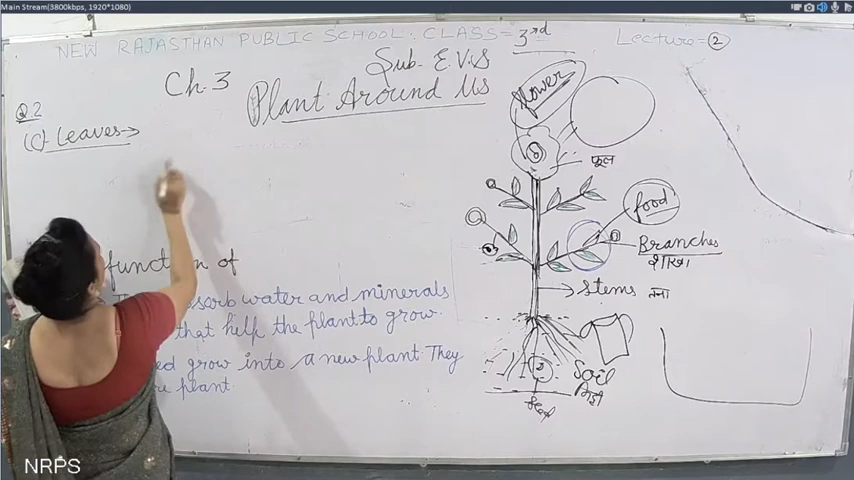 Main Stream(3800kbps, 1920*1080)
NEW RAJASTHAN PUBLIC SCHOOL. CLASS= 3rd
Lecture=2
Sub- E.V.S
Ch.3
Plant Around Us
Q.2
(C)- Leaves→
function of
absorb water and minerals
that help the plant to grow.
grow into a new plant. They
plant
flower
फूल
food
Branches
शाखा
Stems तना
Soil
मिट्टी
NRPS